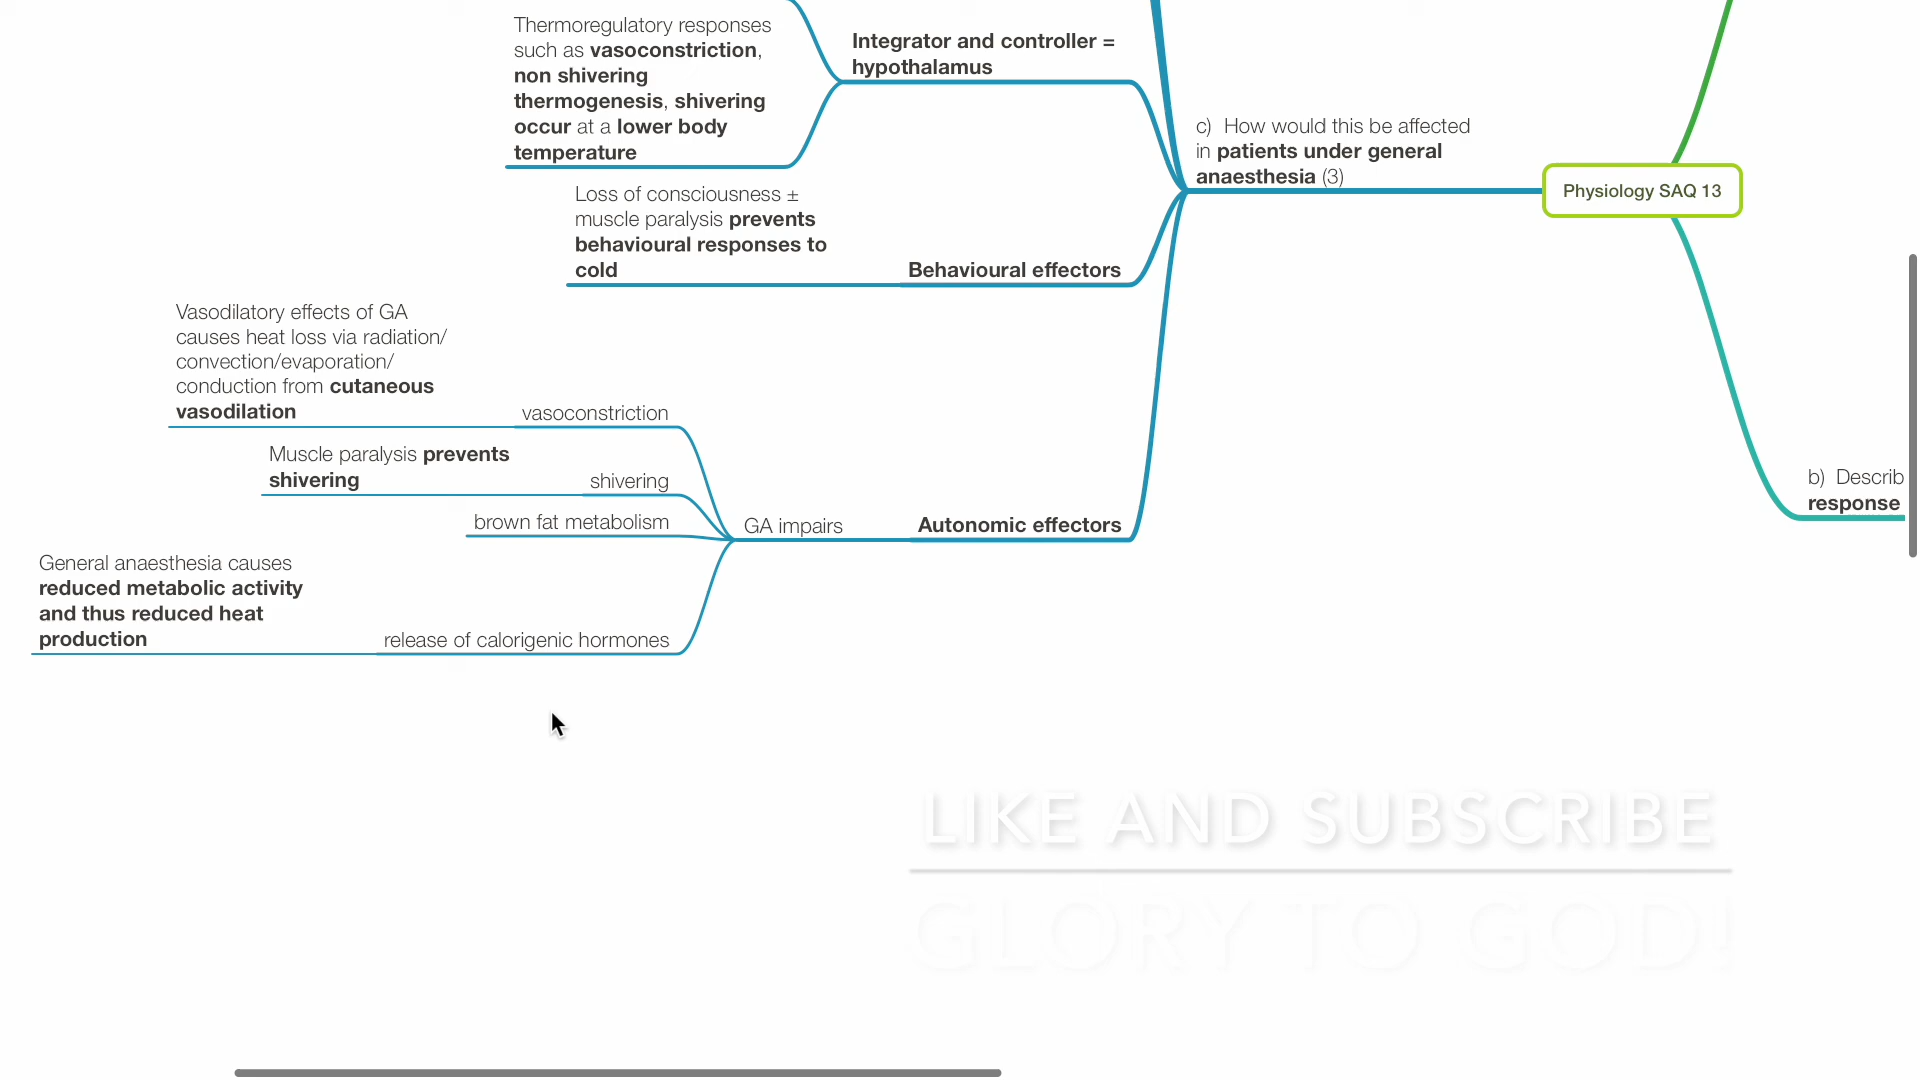 Thermoregulatory responses
such as vasoconstriction,
non shivering
thermogenesis, shivering
occur at a lower body
temperature
Integrator and controller =
hypothalamus
c)  How would this be affected
in patients under general
anaesthesia (3)
Physiology SAQ 13
Loss of consciousness ±
muscle paralysis prevents
behavioural responses to
cold
Behavioural effectors
Vasodilatory effects of GA
causes heat loss via radiation/
convection/evaporation/
conduction from cutaneous
vasodilation
vasoconstriction
Muscle paralysis prevents
shivering
shivering
brown fat metabolism
GA impairs
Autonomic effectors
General anaesthesia causes
reduced metabolic activity
and thus reduced heat
production
release of calorigenic hormones
b)  Describ
response
LIKE AND SUBSCRIBE
GLORY TO GOD!